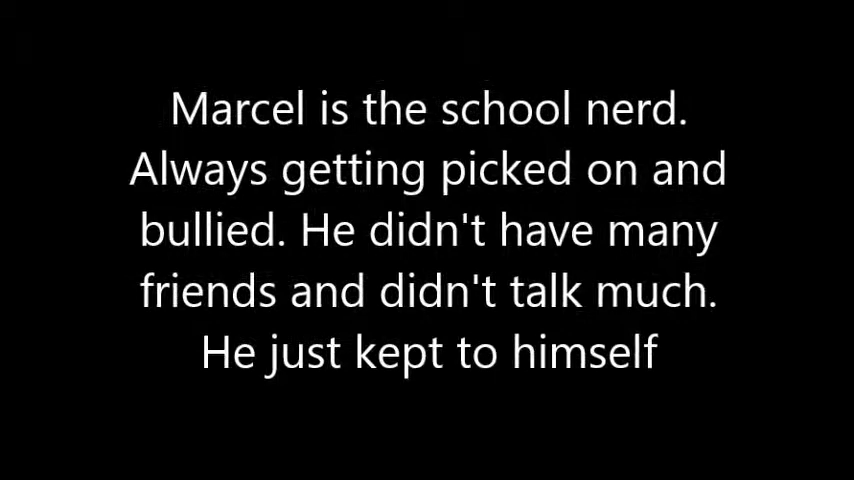 Marcel is the school nerd.
Always getting picked on and
bullied. He didn't have many
friends and didn't talk much.
He just kept to himself